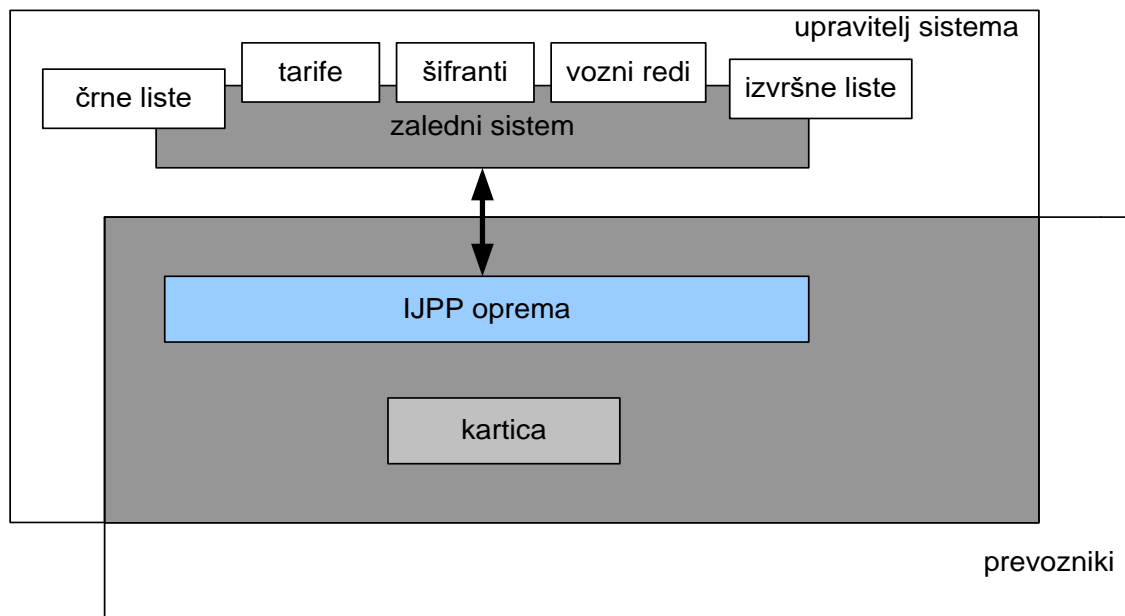 upravitelj sistema
črne liste
tarife
šifranti
vozni redi
izvršne liste
zaledni sistem
IJPP oprema
kartica
prevozniki